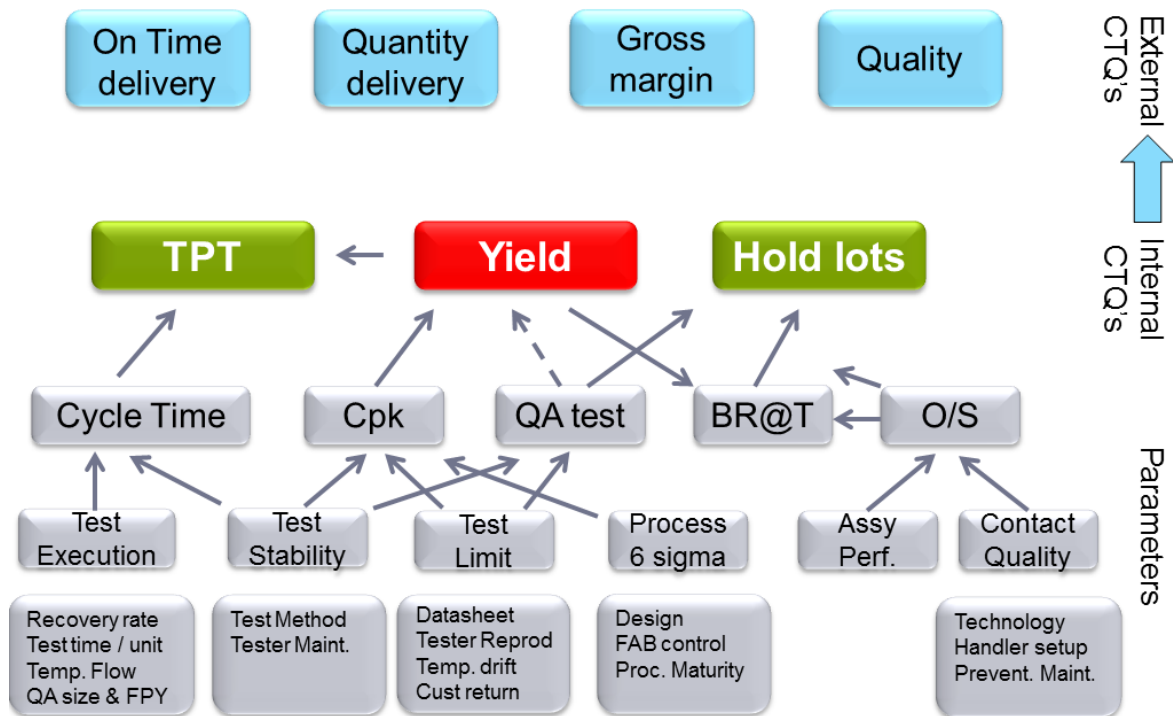 On Time
delivery
Quantity
delivery
Gross
margin
Quality
External
CTQ's
TPT
Yield
Hold lots
Internal
CTQ's
Cycle Time
Cpk
QA test
BR@T
O/S
Parameters
Test
Execution
Test
Stability
Test
Limit
Process
6 sigma
Assy
Perf.
Contact
Quality
Recovery rate
Test time / unit
Temp. Flow
QA size & FPY
Test Method
Tester Maint.
Datasheet
Tester Reprod
Temp. drift
Cust return
Design
FAB control
Proc. Maturity
Technology
Handler setup
Prevent. Maint.